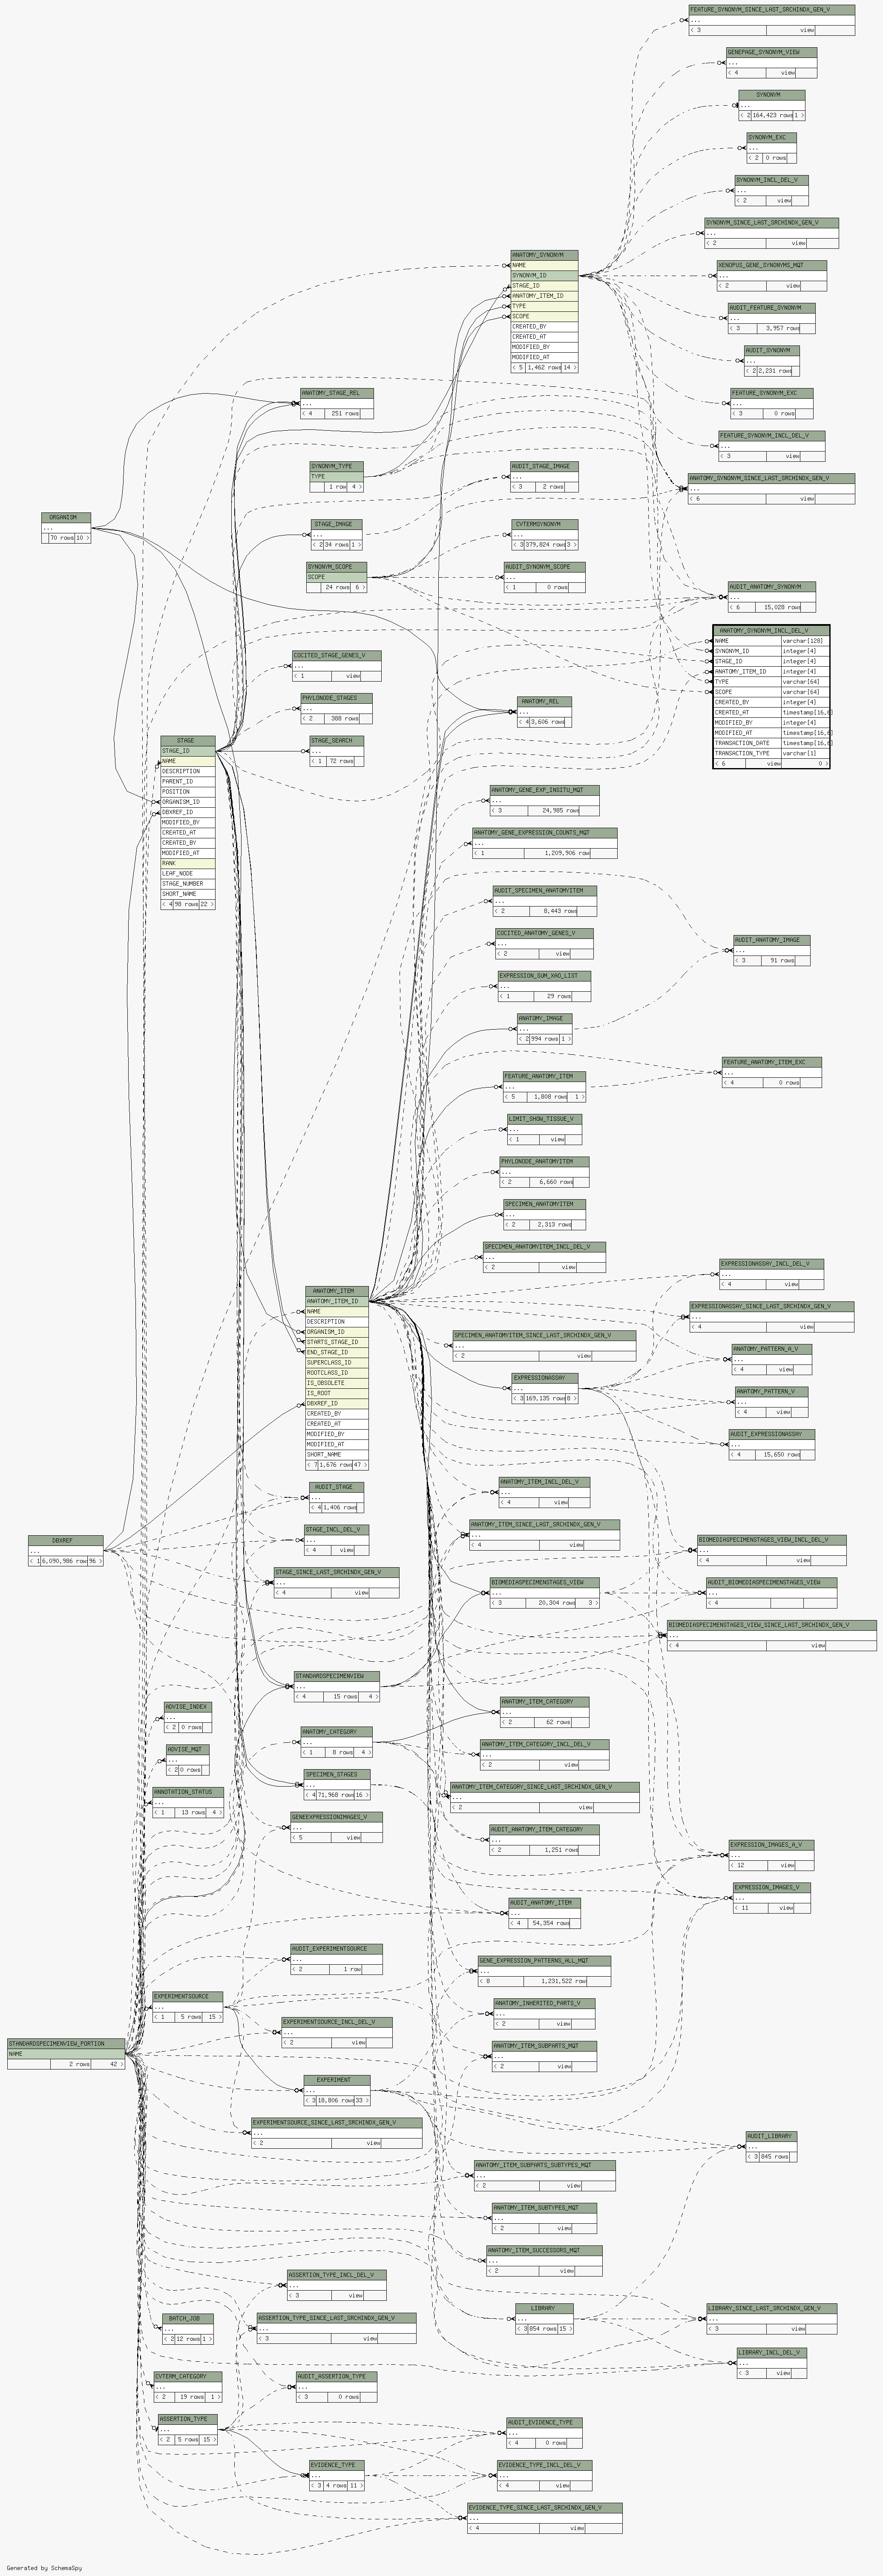 FEATURE_SYNONYM_SINCE_LAST_SRCHINDX_GEN_V
...
< 3 view
GENEPAGE_SYNONYM_VIEW
...
< 4 view
SYNONYM
...
< 2 164,423 rows 1 >
SYNONYM_EXC
...
< 2 0 rows
SYNONYM_INCL_DEL_V
...
< 2 view
SYNONYM_SINCE_LAST_SRCHINDX_GEN_V
...
< 2 view
ANATOMY_SYNONYM
NAME
SYNONYM_ID
STAGE_ID
ANATOMY_ITEM_ID
TYPE
SCOPE
CREATED_BY
CREATED_AT
MODIFIED_BY
MODIFIED_AT
< 5 1,462 rows 14 >
XENOPUS_GENE_SYNONYMS_MQT
...
< 2 view
AUDIT_FEATURE_SYNONYM
...
< 3 3,957 rows
AUDIT_SYNONYM
...
< 2 2,231 rows
FEATURE_SYNONYM_EXC
...
< 3 0 rows
ANATOMY_STAGE_REL
...
< 4 251 rows
FEATURE_SYNONYM_INCL_DEL_V
...
< 3 view
SYNONYM_TYPE
TYPE
1 row 4 >
AUDIT_STAGE_IMAGE
...
< 3 2 rows
ANATOMY_SYNONYM_SINCE_LAST_SRCHINDX_GEN_V
...
< 6 view
ORGANISM
...
70 rows 10 >
STAGE_IMAGE
...
< 2 34 rows 1 >
CVTERMSYNONYM
...
< 3 379,824 rows 3 >
SYNONYM_SCOPE
SCOPE
24 rows 6 >
AUDIT_SYNONYM_SCOPE
...
< 1 0 rows
AUDIT_ANATOMY_SYNONYM
...
< 6 15,028 rows
ANATOMY_SYNONYM_INCL_DEL_V
NAME varchar[128]
SYNONYM_ID integer[4]
STAGE_ID integer[4]
ANATOMY_ITEM_ID integer[4]
TYPE varchar[64]
SCOPE varchar[64]
CREATED_BY integer[4]
CREATED_AT timestamp[16,6]
MODIFIED_BY integer[4]
MODIFIED_AT timestamp[16,6]
TRANSACTION_DATE timestamp[16,6]
TRANSACTION_TYPE varchar[1]
< 6 view 0 >
COCITED_STAGE_GENES_V
...
< 1 view
PHYLONODE_STAGES
...
< 2 388 rows
ANATOMY_REL
...
< 4 3,606 rows
STAGE_SEARCH
...
< 1 72 rows
STAGE
STAGE_ID
NAME
DESCRIPTION
PARENT_ID
POSITION
ORGANISM_ID
DBXREF_ID
MODIFIED_BY
CREATED_AT
CREATED_BY
MODIFIED_AT
RANK
LEAF_NODE
STAGE_NUMBER
SHORT_NAME
< 4 98 rows 22 >
ANATOMY_GENE_EXP_INSITU_MQT
...
< 3 24,985 rows
ANATOMY_GENE_EXPRESSION_COUNTS_MQT
...
< 1 1,209,906 row
AUDIT_SPECIMEN_ANATOMYITEM
...
< 2 8,443 rows
COCITED_ANATOMY_GENES_V
...
< 2 view
AUDIT_ANATOMY_IMAGE
...
< 3 91 rows
EXPRESSION_SUM_XAO_LIST
...
< 1 29 rows
ANATOMY_IMAGE
...
< 2 994 rows 1 >
FEATURE_ANATOMY_ITEM_EXC
...
< 4 0 rows
FEATURE_ANATOMY_ITEM
...
< 5 1,808 rows 1 >
LIMIT_SHOW_TISSUE_V
...
< 1 view
PHYLONODE_ANATOMYITEM
...
< 2 6,660 rows
SPECIMEN_ANATOMYITEM
...
< 2 2,313 rows
SPECIMEN_ANATOMYITEM_INCL_DEL_V
...
< 2 view
EXPRESSIONASSAY_INCL_DEL_V
...
< 4 view
ANATOMY_ITEM
ANATOMY_ITEM_ID
NAME
DESCRIPTION
ORGANISM_ID
STARTS_STAGE_ID
END_STAGE_ID
SUPERCLASS_ID
ROOTCLASS_ID
IS_OBSOLETE
IS_ROOT
DBXREF_ID
CREATED_BY
CREATED_AT
MODIFIED_BY
MODIFIED_AT
SHORT_NAME
< 7 1,676 rows 47 >
EXPRESSIONASSAY_SINCE_LAST_SRCHINDX_GEN_V
...
< 4 view
SPECIMEN_ANATOMYITEM_SINCE_LAST_SRCHINDX_GEN_V
...
< 2 view
ANATOMY_PATTERN_A_V
...
< 4 view
EXPRESSIONASSAY
...
< 3 169,135 rows 8 >
ANATOMY_PATTERN_V
...
< 4 view
AUDIT_EXPRESSIONASSAY
...
< 4 15,650 rows
AUDIT_STAGE
...
< 4 1,406 rows
ANATOMY_ITEM_INCL_DEL_V
...
< 4 view
STAGE_INCL_DEL_V
...
< 4 view
ANATOMY_ITEM_SINCE_LAST_SRCHINDX_GEN_V
...
< 4 view
DBXREF
...
< 1 6,090,986 row 96 >
BIOMEDIASPECIMENSTAGES_VIEW_INCL_DEL_V
...
< 4 view
STAGE_SINCE_LAST_SRCHINDX_GEN_V
...
< 4 view
BIOMEDIASPECIMENSTAGES_VIEW
...
< 3 20,304 rows 3 >
AUDIT_BIOMEDIASPECIMENSTAGES_VIEW
...
< 4
BIOMEDIASPECIMENSTAGES_VIEW_SINCE_LAST_SRCHINDX_GEN_V
...
< 4 view
STANDARDSPECIMENVIEW
...
< 4 15 rows 4 >
ADVISE_INDEX
...
< 2 0 rows
ANATOMY_ITEM_CATEGORY
...
< 2 62 rows
ANATOMY_CATEGORY
...
< 1 8 rows 4 >
ADVISE_MQT
...
< 2 0 rows
ANATOMY_ITEM_CATEGORY_INCL_DEL_V
...
< 2 view
SPECIMEN_STAGES
...
< 4 71,968 rows 16 >
ANNOTATION_STATUS
...
< 1 13 rows 4 >
ANATOMY_ITEM_CATEGORY_SINCE_LAST_SRCHINDX_GEN_V
...
< 2 view
GENEEXPRESSIONIMAGES_V
...
< 5 view
AUDIT_ANATOMY_ITEM_CATEGORY
...
< 2 1,251 rows
EXPRESSION_IMAGES_A_V
...
< 12 view
EXPRESSION_IMAGES_V
...
< 11 view
AUDIT_ANATOMY_ITEM
...
< 4 54,354 rows
AUDIT_EXPERIMENTSOURCE
...
< 2 1 row
GENE_EXPRESSION_PATTERNS_ALL_MQT
...
< 8 1,231,522 row
EXPERIMENTSOURCE
...
< 1 5 rows 15 >
ANATOMY_INHERITED_PARTS_V
...
< 2 view
EXPERIMENTSOURCE_INCL_DEL_V
...
< 2 view
STANDARDSPECIMENVIEW_PORTION
NAME
2 rows 42 >
ANATOMY_ITEM_SUBPARTS_MQT
...
< 2 view
EXPERIMENT
...
< 3 18,806 rows 33 >
EXPERIMENTSOURCE_SINCE_LAST_SRCHINDX_GEN_V
...
< 2 view
AUDIT_LIBRARY
...
< 3 845 rows
ANATOMY_ITEM_SUBPARTS_SUBTYPES_MQT
...
< 2 view
ANATOMY_ITEM_SUBTYPES_MQT
...
< 2 view
ANATOMY_ITEM_SUCCESSORS_MQT
...
< 2 view
ASSERTION_TYPE_INCL_DEL_V
...
< 3 view
LIBRARY
...
< 3 854 rows 15 >
LIBRARY_SINCE_LAST_SRCHINDX_GEN_V
...
< 3 view
BATCH_JOB
...
< 2 12 rows 1 >
ASSERTION_TYPE_SINCE_LAST_SRCHINDX_GEN_V
...
< 3 view
LIBRARY_INCL_DEL_V
...
< 3 view
CVTERM_CATEGORY
...
< 2 19 rows 1 >
AUDIT_ASSERTION_TYPE
...
< 3 0 rows
ASSERTION_TYPE
...
< 2 5 rows 15 >
AUDIT_EVIDENCE_TYPE
...
< 4 0 rows
EVIDENCE_TYPE
...
< 3 4 rows 11 >
EVIDENCE_TYPE_INCL_DEL_V
...
< 4 view
EVIDENCE_TYPE_SINCE_LAST_SRCHINDX_GEN_V
...
< 4 view
Generated by SchemaSpy